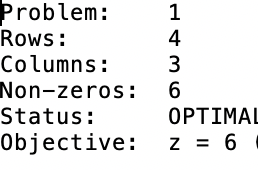 Problem: 1
Rows: 4
Columns: 3
Non-zeros: 6
Status: OPTIMAL
Objective: z = 6 (